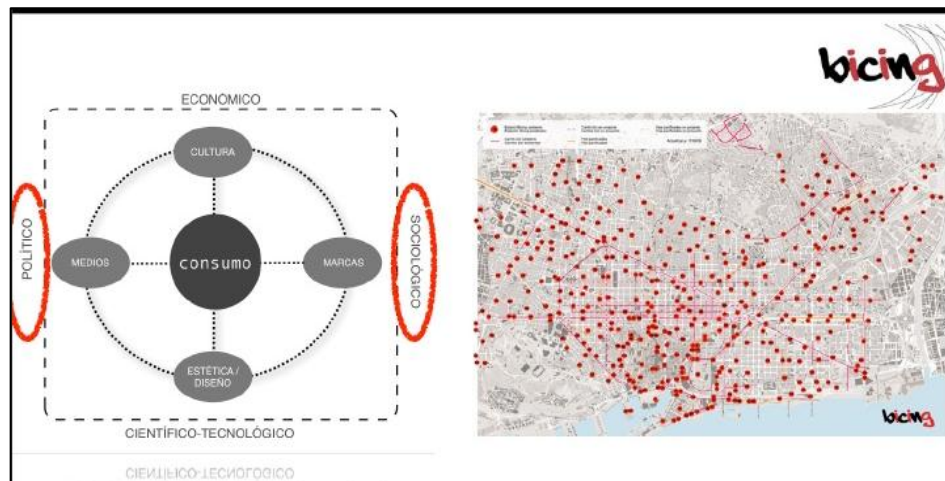 bicing
ECONÓMICO
CULTURA
POLÍTICO
MEDIOS
consumo
MARCAS
SOCIOLÓGICO
ESTÉTICA /
DISEÑO
CIENTÍFICO-TECNOLÓGICO
CIENTÍFICO-TECNOLÓGICO
bicing